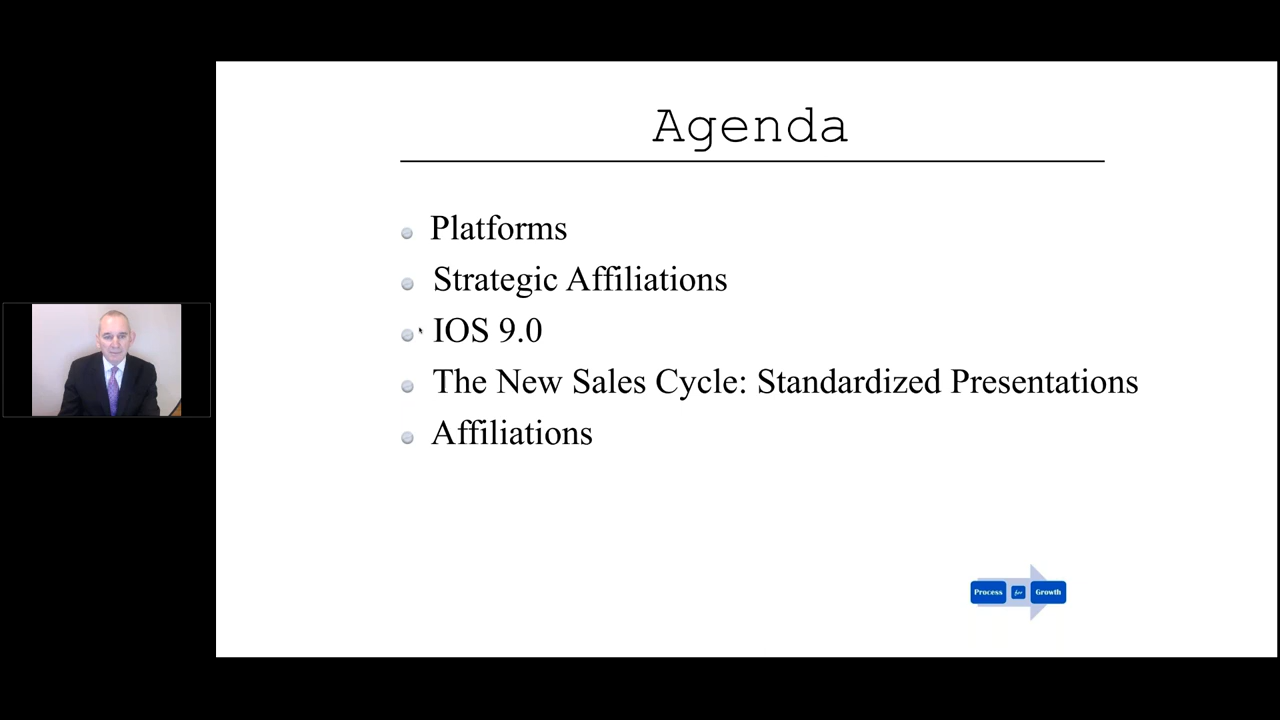 Agenda
Platforms
Strategic Affiliations
IOS 9.0
The New Sales Cycle: Standardized Presentations
Affiliations
Process for Growth